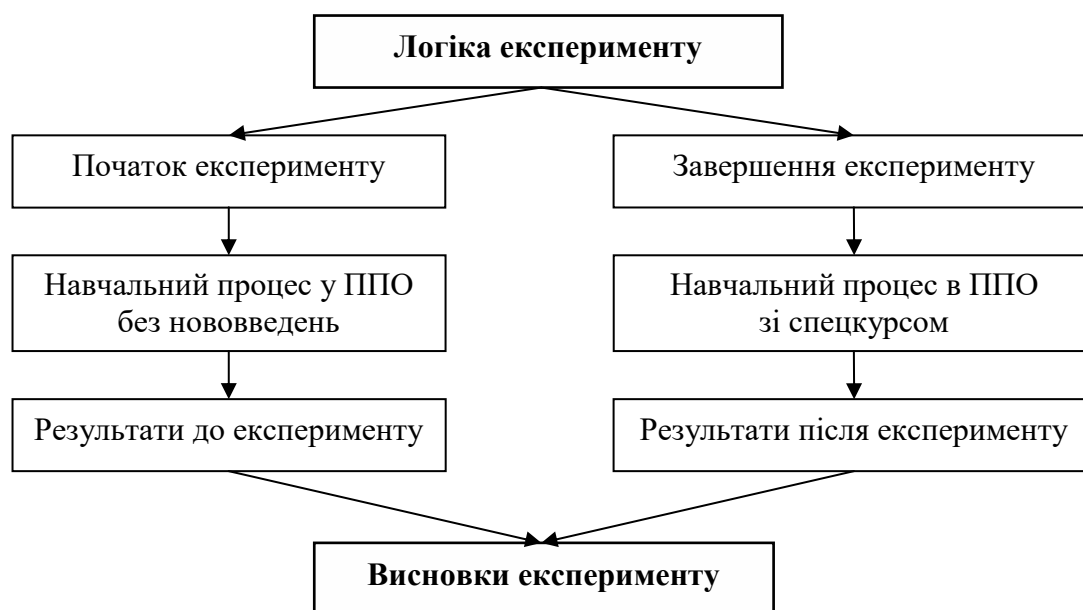 Логіка експерименту
Початок експерименту
Завершення експерименту
Навчальний процес у ППО
без нововведень
Навчальний процес в ППО
зі спецкурсом
Результати до експерименту
Результати після експерименту
Висновки експерименту